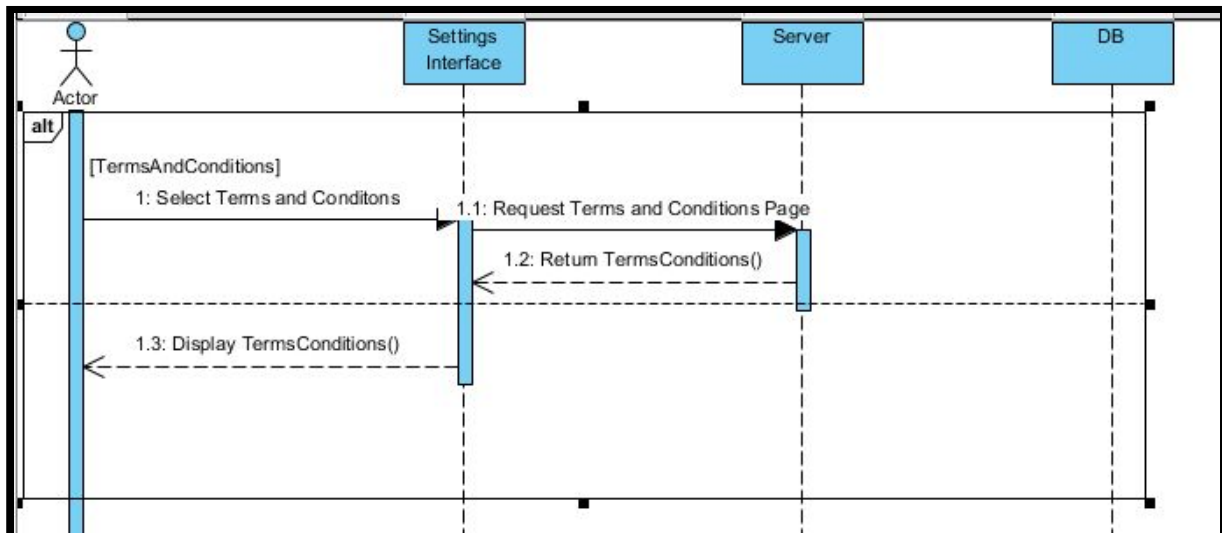 Settings
Interface
Server
DB
Actor
alt
[TermsAndConditions]
1: Select Terms and Conditons
1.1: Request Terms and Conditions Page
1.2: Return TermsConditions()
1.3: Display TermsConditions()